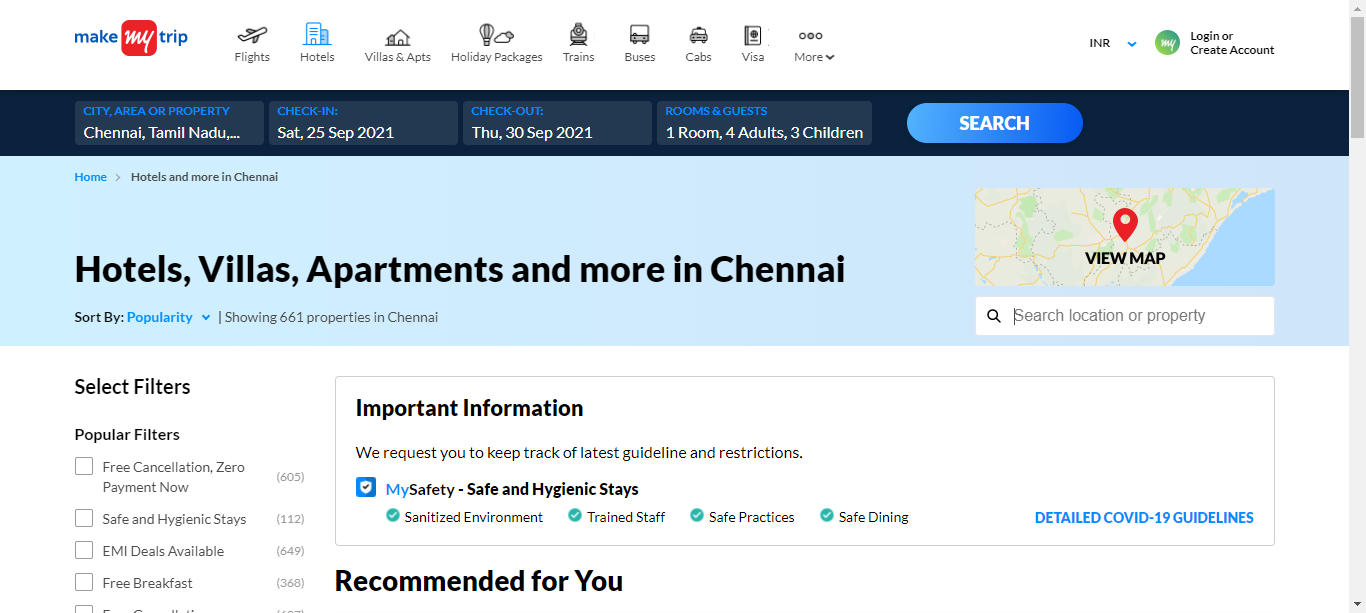 make my trip
Flights
Hotels
Villas & Apts
Holiday Packages
Trains
Buses
Cabs
Visa
More
INR
my
Login or
Create Account
CITY, AREA OR PROPERTY
Chennai, Tamil Nadu,...
CHECK-IN:
Sat, 25 Sep 2021
CHECK-OUT:
Thu, 30 Sep 2021
ROOMS & GUESTS
1 Room, 4 Adults, 3 Children
SEARCH
Home > Hotels and more in Chennai
VIEW MAP
Hotels, Villas, Apartments and more in Chennai
Sort By: Popularity | Showing 661 properties in Chennai
Search location or property
Select Filters
Popular Filters
Free Cancellation, Zero
Payment Now (605)
Safe and Hygienic Stays (112)
EMI Deals Available (649)
Free Breakfast (368)
Important Information
We request you to keep track of latest guideline and restrictions.
MySafety - Safe and Hygienic Stays
Sanitized Environment
Trained Staff
Safe Practices
Safe Dining
DETAILED COVID-19 GUIDELINES
Recommended for You